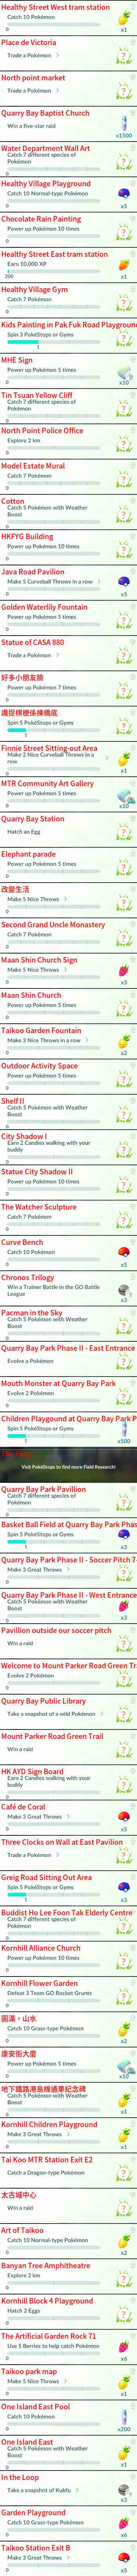 Healthy Street West tram station
Catch 10 Pokémon
0
x1
Place de Victoria
Trade a Pokémon
North point market
Trade a Pokémon
Quarry Bay Baptist Church
Win a five-star raid
x1500
Water Department Wall Art
Catch 7 different species of
Pokémon
0
Healthy Village Playground
Catch 10 Normal-type Pokémon
0
x5
Chocolate Rain Painting
Power up Pokémon 10 times
0
Healthy Street East tram station
Earn 10,000 XP
200
x1
Healthy Village Gym
Catch 7 Pokémon
0
Kids Painting in Pak Fuk Road Playground
Spin 3 PokéStops or Gyms
1
MHE Sign
Power up Pokémon 5 times
0
x10
Tin Tsuan Yellow Cliff
Catch 7 different species of
Pokémon
0
North Point Police Office
Explore 2 km
0
Model Estate Mural
Catch 7 Pokémon
0
Cotton
Catch 5 Pokémon with Weather
Boost
0
HKFYG Building
Power up Pokémon 10 times
0
Java Road Pavilion
Make 5 Curveball Throws in a row
0
x5
Golden Waterlily Fountain
Power up Pokémon 5 times
0
Statue of CASA 880
Trade a Pokémon
好多小朋友臉
Power up Pokémon 7 times
0
Spin 5 PokéStops or Gyms
1
Finnie Street Sitting-out Area
Make 2 Nice Curveball Throws in a
row
0
x1
MTR Community Art Gallery
Power up Pokémon 5 times
0
x10
Quarry Bay Station
Hatch an Egg
Elephant parade
Power up Pokémon 5 times
0
改變生活
Make 5 Nice Throws
0
Second Grand Uncle Monastery
Catch 7 Pokémon
0
Maan Shin Church Sign
Make 5 Nice Throws
0
x3
Maan Shin Church
Power up Pokémon 5 times
0
Taikoo Garden Fountain
Make 3 Nice Throws in a row
0
x2
Outdoor Activity Space
Power up Pokémon 5 times
0
Shelf II
Catch 5 Pokémon with Weather
Boost
0
City Shadow I
Earn 2 Candies walking with your
buddy
0
Statue City Shadow II
Power up Pokémon 10 times
0
The Watcher Sculpture
Catch 7 Pokémon
0
Curve Bench
Catch 10 Pokémon
0
x5
Chronos Trilogy
Win a Trainer Battle in the GO Battle
League
x3
Pacman in the Sky
Catch 5 Pokémon with Weather
Boost
0
Quarry Bay Park Phase II - East Entrance
Evolve a Pokémon
Mouth Monster at Quarry Bay Park
Evolve 2 Pokémon
0
Children Playgound at Quarry Bay Park P
Spin 5 PokéStops or Gyms
1
x500
Visit PokéStops to find more Field Research!
Quarry Bay Park Pavillion
Catch 7 different species of
Pokémon
0
Basket Ball Field at Quarry Bay Park Phas
Spin 5 PokéStops or Gyms
1
x3
Quarry Bay Park Phase II - Soccer Pitch 7-
Make 3 Great Throws
0
Quarry Bay Park Phase II - West Entrance
Catch 5 Pokémon with Weather
Boost
0
x3
Pavillion outside our soccer pitch
Win a raid
Welcome to Mount Parker Road Green Tr
Evolve 2 Pokémon
0
Quarry Bay Public Library
Take a snapshot of a wild Pokémon
Mount Parker Road Green Trail
Win a raid
HK AYD Sign Board
Earn 2 Candies walking with your
buddy
0
Café de Coral
Make 3 Great Throws
0
x5
Three Clocks on Wall at East Pavilion
Trade a Pokémon
Greig Road Sitting Out Area
Spin 5 PokéStops or Gyms
1
x3
Buddist Ho Lee Foon Tak Elderly Centre
Catch 7 different species of
Pokémon
0
Kornhill Alliance Church
Power up Pokémon 10 times
0
Kornhill Flower Garden
Defeat 3 Team GO Rocket Grunts
0
圓滿，山水
Catch 10 Grass-type Pokémon
0
x2
康安街大廈
Power up Pokémon 5 times
0
x10
地下鐵路港島線通車紀念碑
Catch 5 Pokémon with Weather
Boost
0
x1
Kornhill Children Playground
Make 3 Great Throws
0
x1
Tai Koo MTR Station Exit E2
Catch a Dragon-type Pokémon
太古城中心
Win a raid
Art of Taikoo
Catch 10 Normal-type Pokémon
0
x2
Banyan Tree Amphitheatre
Explore 2 km
0
Kornhill Block 4 Playground
Hatch 2 Eggs
0
The Artificial Garden Rock 71
Use 5 Berries to help catch Pokémon
0
x6
Taikoo park map
Make 5 Nice Throws
0
x1
One Island East Pool
Catch 10 Pokémon
0
x200
One Island East
Catch 5 Pokémon with Weather
Boost
0
x1
In the Loop
Take a snapshot of Kubfu
x3
Garden Playground
Catch 10 Grass-type Pokémon
0
x6
Taikoo Station Exit B
Make 3 Great Throws
0
x5